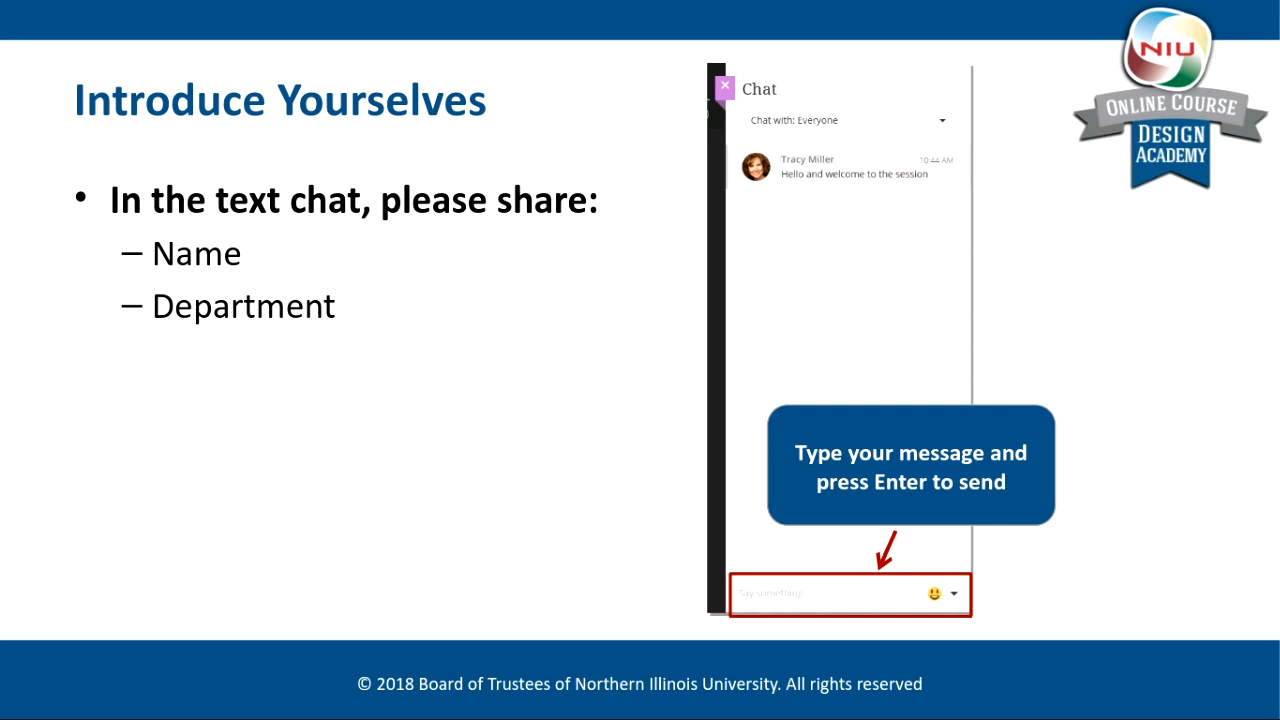 Introduce Yourselves
• In the text chat, please share:
– Name
– Department
Chat
Chat with: Everyone
Tracy Miller 10:44 AM
Hello and welcome to the session
Type your message and
press Enter to send
Say something
NIU
ONLINE COURSE
DESIGN
ACADEMY
© 2018 Board of Trustees of Northern Illinois University. All rights reserved